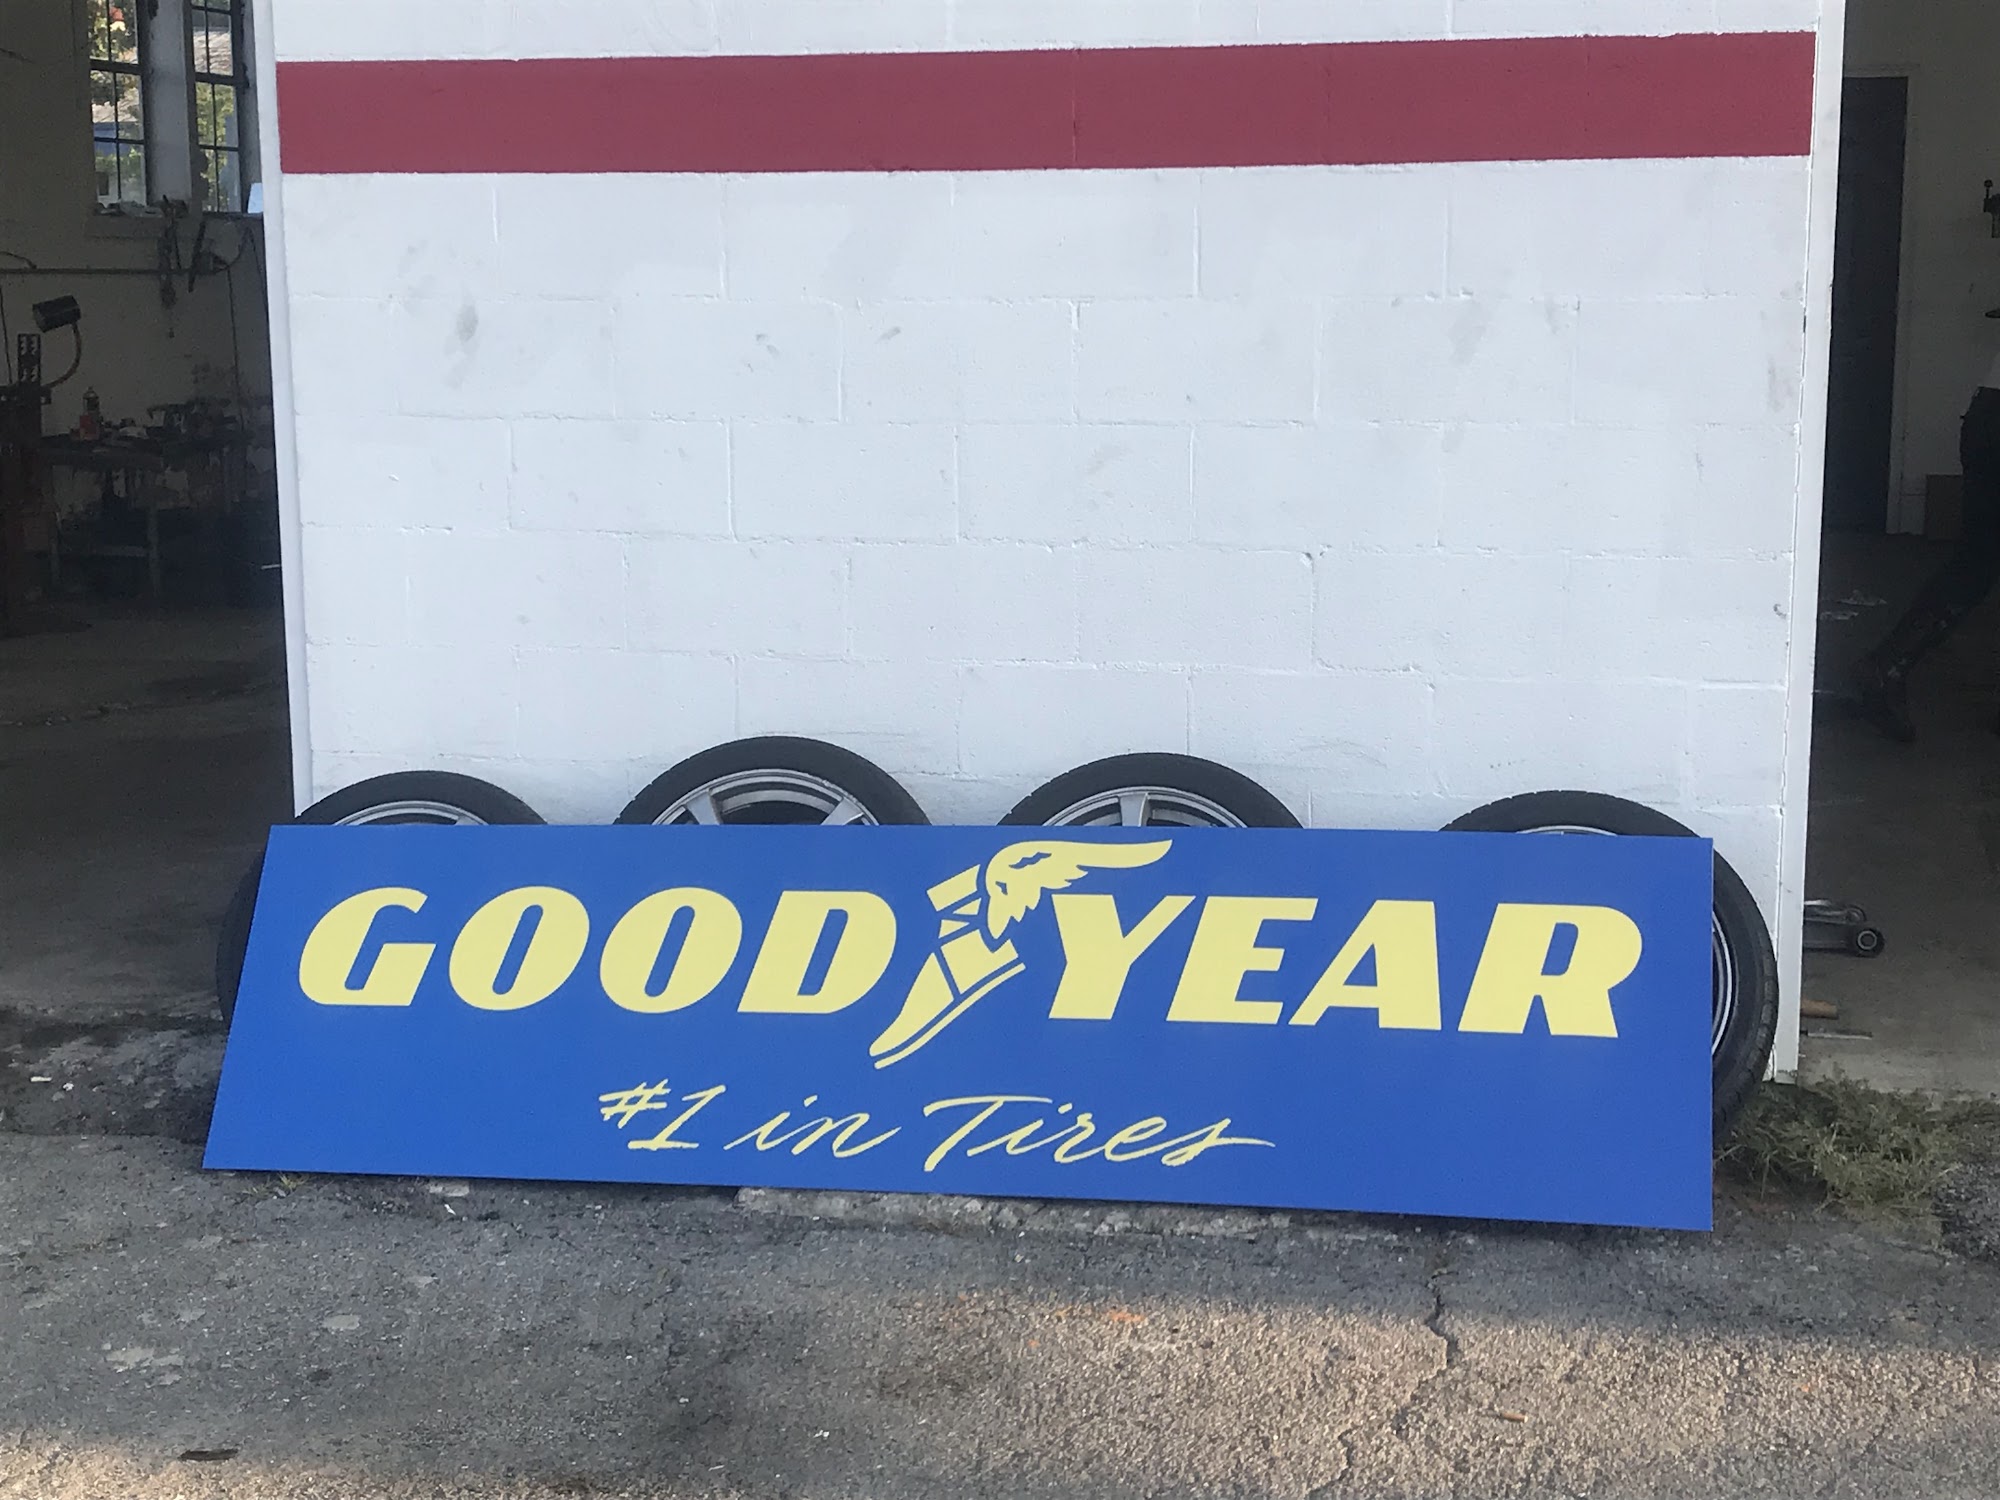 GOODYEAR
#1 in Tires